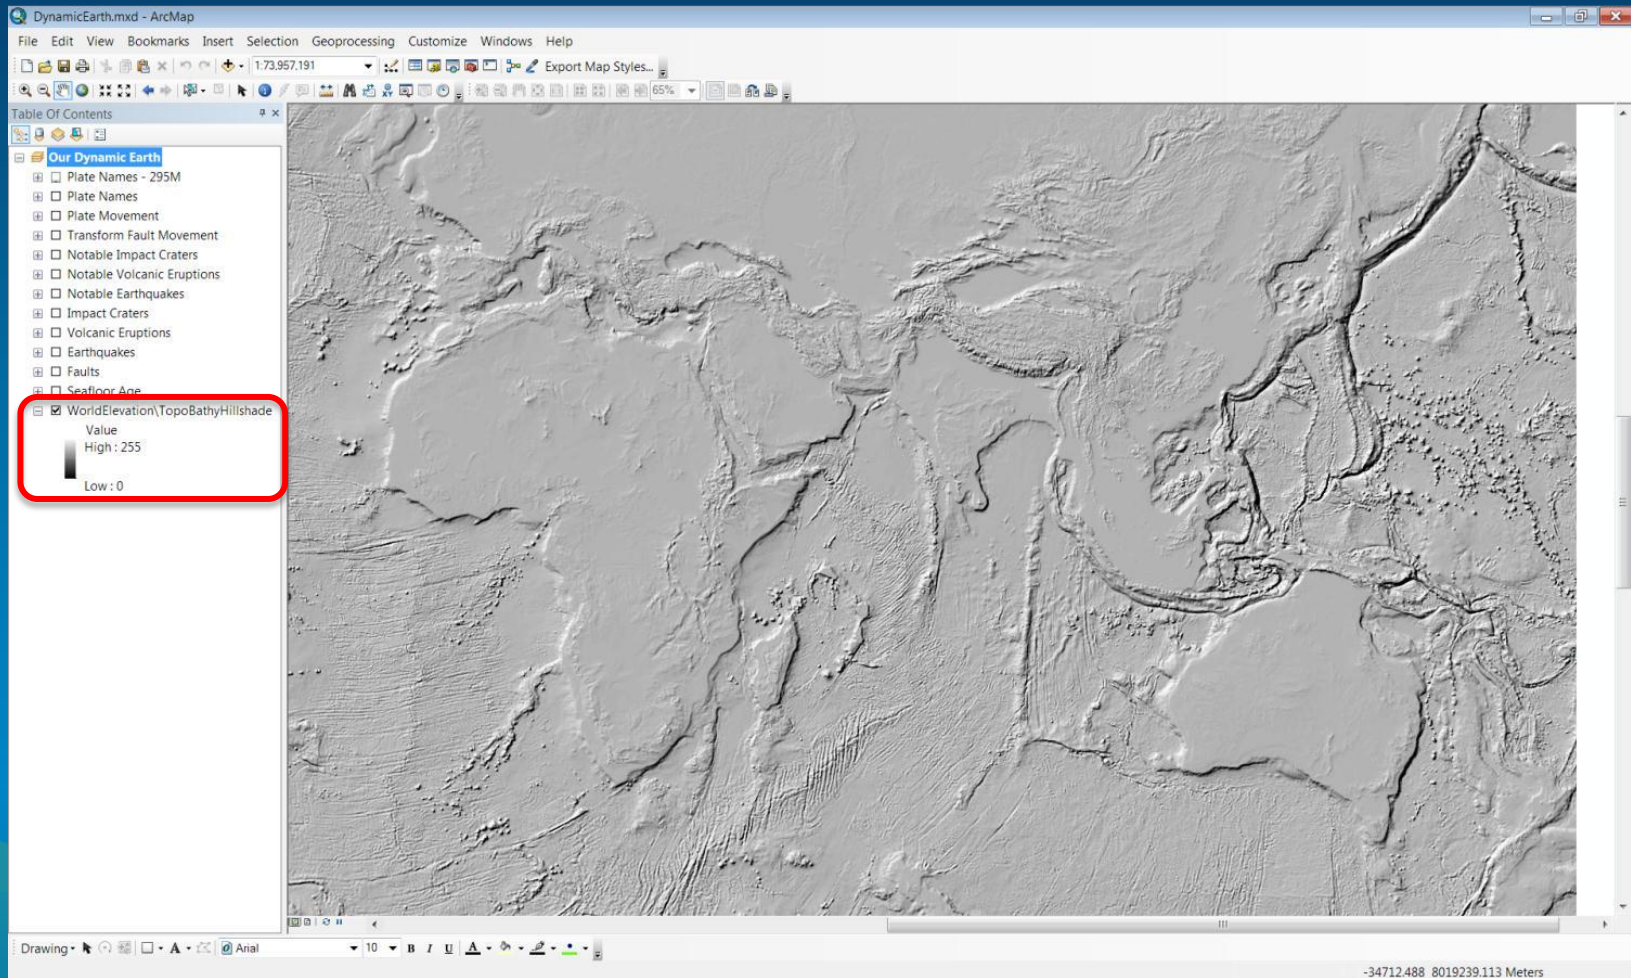 DynamicEarth.mxd - ArcMap
File Edit View Bookmarks Insert Selection Geoprocessing Customize Windows Help
1:73,957,191 Export Map Styles...
65%
Table Of Contents
Our Dynamic Earth
Plate Names - 295M
Plate Names
Plate Movement
Transform Fault Movement
Notable Impact Craters
Notable Volcanic Eruptions
Notable Earthquakes
Impact Craters
Volcanic Eruptions
Earthquakes
Faults
Seafloor Age
WorldElevation\TopoBathyHillshade
Value
High : 255
Low : 0
Drawing A Arial 10 B I U A
-34712.488 8019239.113 Meters